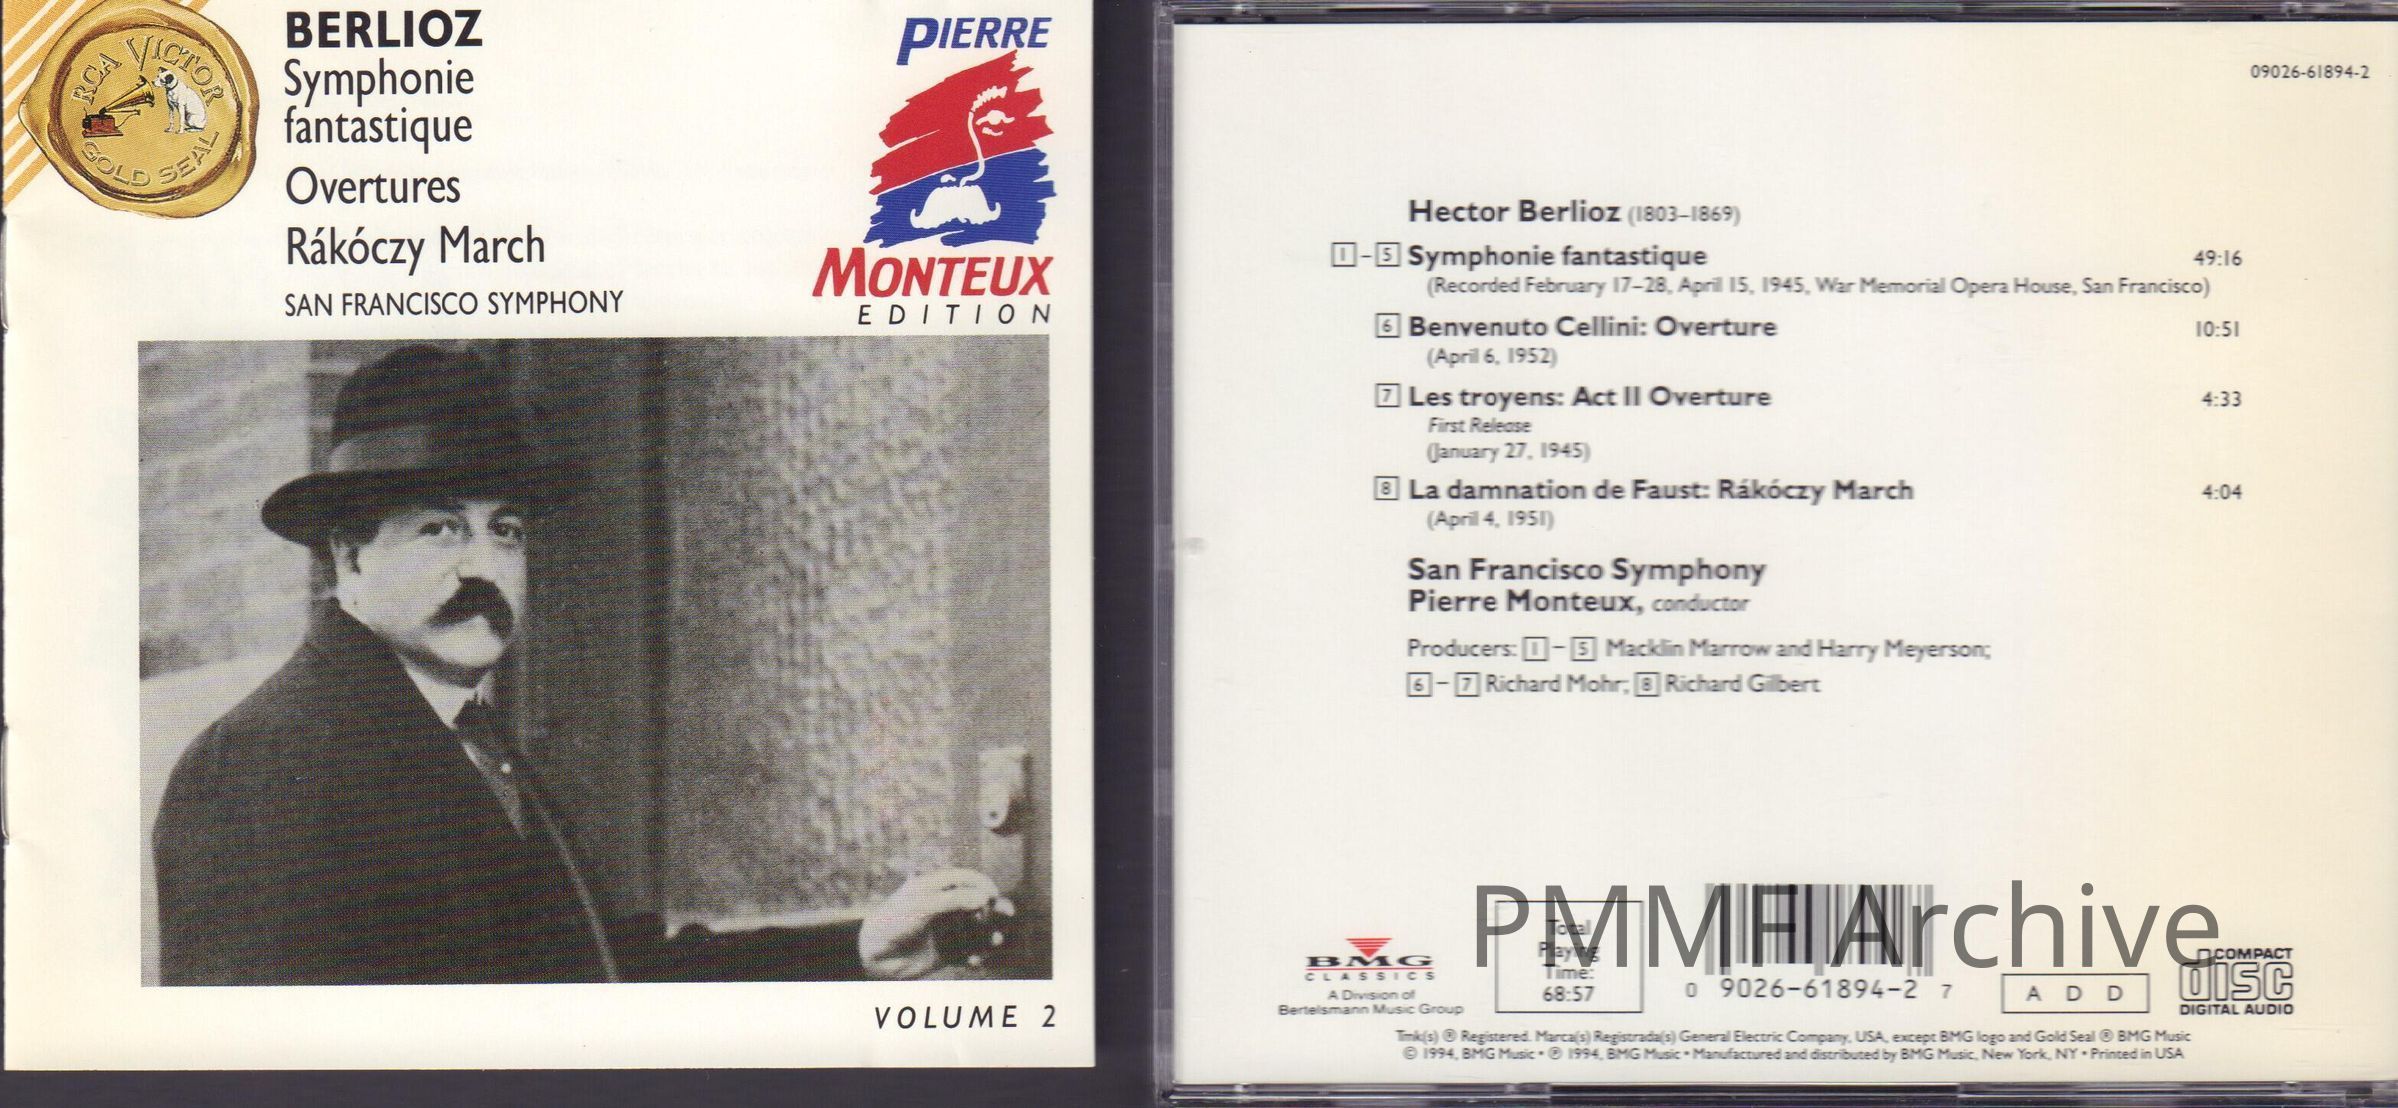 RCA VICTOR
GOLD SEAL
BERLIOZ
Symphonie
fantastique
Overtures
Rákóczy March
SAN FRANCISCO SYMPHONY
PIERRE
MONTEUX
EDITION
VOLUME 2
09026-61894-2
Hector Berlioz (1803–1869)
1–5 Symphonie fantastique 49:16
(Recorded February 17–28, April 15, 1945, War Memorial Opera House, San Francisco)
6 Benvenuto Cellini: Overture 10:51
(April 6, 1952)
7 Les troyens: Act II Overture 4:33
First Release
(January 27, 1945)
8 La damnation de Faust: Rákóczy March 4:04
(April 4, 1951)
San Francisco Symphony
Pierre Monteux, conductor
Producers: 1–5 Macklin Marrow and Harry Meyerson;
6–7 Richard Mohr; 8 Richard Gilbert
PMMF Archive
BMG
CLASSICS
A Division of
Bertelsmann Music Group
Total
Playing
Time:
68:57
0 9026-61894-2 7
A D D
COMPACT
disc
DIGITAL AUDIO
Tmk(s) ® Registered. Marca(s) Registrada(s) General Electric Company, USA, except BMG logo and Gold Seal ® BMG Music
© 1994, BMG Music • ℗ 1994, BMG Music • Manufactured and distributed by BMG Music, New York, NY • Printed in USA